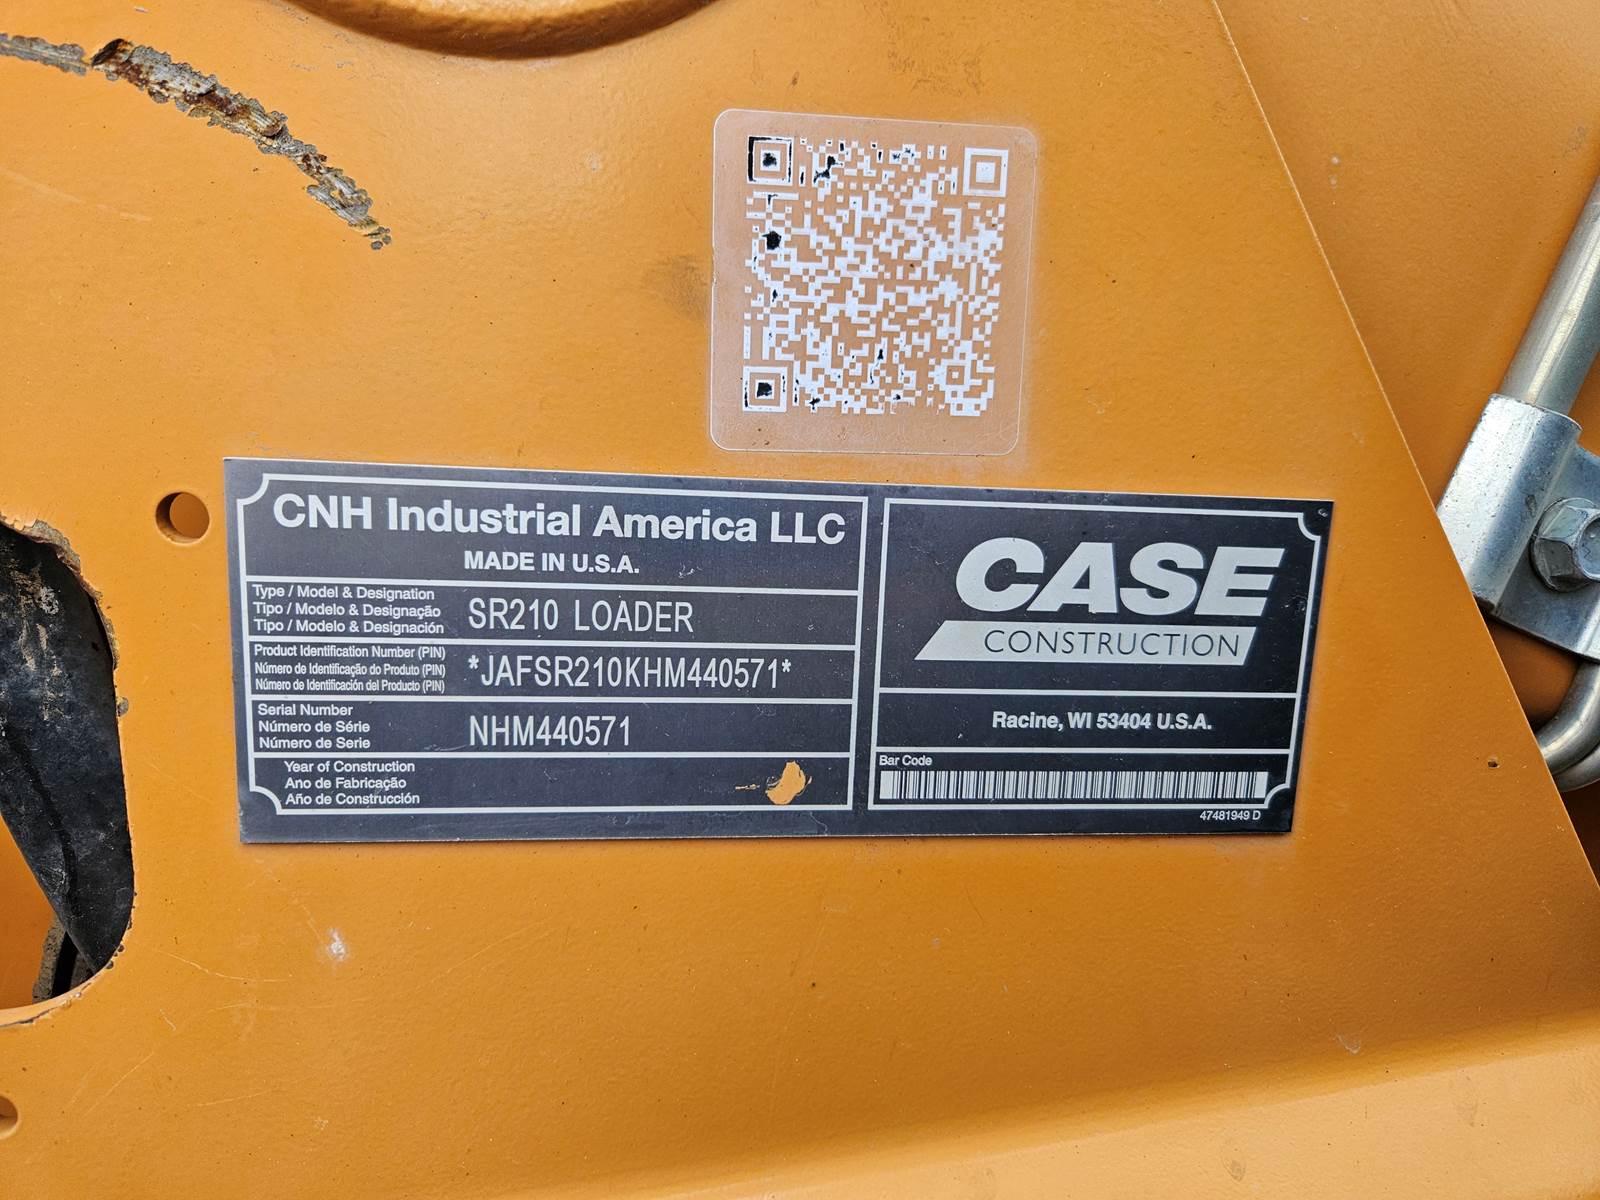 CNH Industrial America LLC
MADE IN U.S.A.
Type / Model & Designation
Tipo / Modelo & Designação
Tipo / Modelo & Designación
SR210 LOADER
Product Identification Number (PIN)
Número de Identificação do Produto (PIN)
Número de Identificación del Producto (PIN)
*JAFSR210KHM440571*
Serial Number
Número de Série
Número de Serie
NHM440571
Year of Construction
Ano de Fabricação
Año de Construcción
CASE
CONSTRUCTION
Racine, WI 53404 U.S.A.
Bar Code
47481949 D